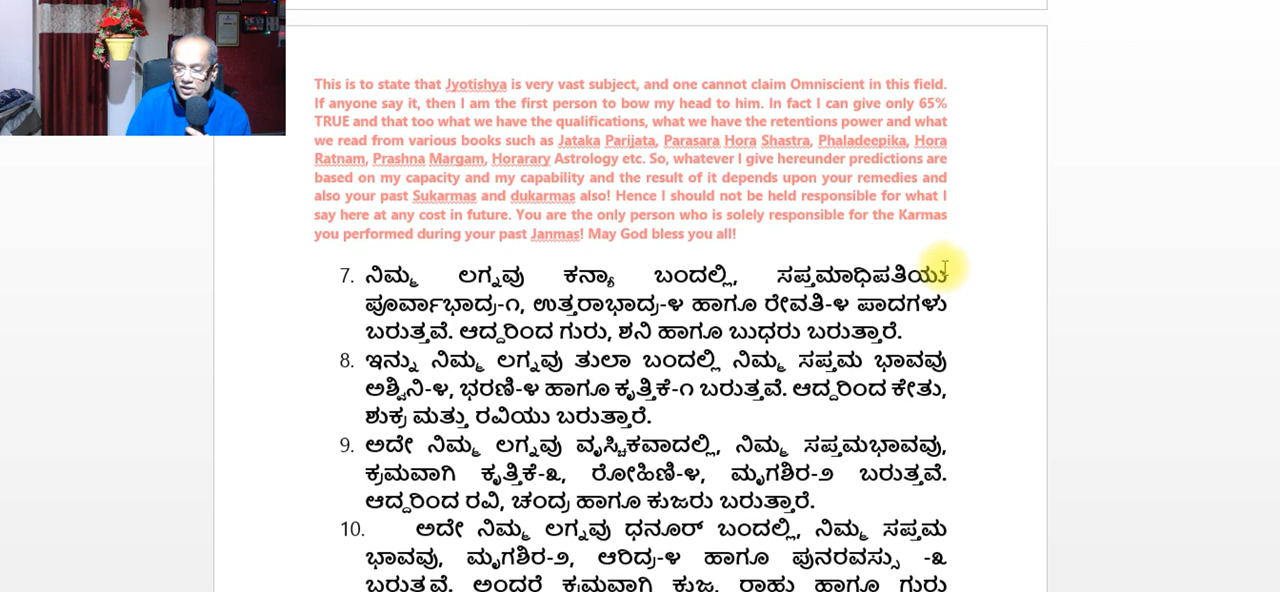 This is to state that Jyotishya is very vast subject, and one cannot claim Omniscient in this field.
If anyone say it, then I am the first person to bow my head to him. In fact I can give only 65%
TRUE and that too what we have the qualifications, what we have the retentions power and what
we read from various books such as Jataka Parijata, Parasara Hora Shastra, Phaladeepika, Hora
Ratnam, Prashna Margam, Horarary Astrology etc. So, whatever I give hereunder predictions are
based on my capacity and my capability and the result of it depends upon your remedies and
also your past Sukarmas and dukarmas also! Hence I should not be held responsible for what I
say here at any cost in future. You are the only person who is solely responsible for the Karmas
you performed during your past Janmas! May God bless you all!
7. ನಿಮ್ಮ ಲಗ್ನವು ಕನ್ಯಾ ಬಂದಲ್ಲಿ, ಸಪ್ತಮಾಧಿಪತಿಯು
ಪೂರ್ವಾಭಾದ್ರ-೧, ಉತ್ತರಾಭಾದ್ರ-೪ ಹಾಗೂ ರೇವತಿ-೪ ಪಾದಗಳು
ಬರುತ್ತವೆ. ಆದ್ದರಿಂದ ಗುರು, ಶನಿ ಹಾಗೂ ಬುಧರು ಬರುತ್ತಾರೆ.
8. ಇನ್ನು ನಿಮ್ಮ ಲಗ್ನವು ತುಲಾ ಬಂದಲ್ಲಿ ನಿಮ್ಮ ಸಪ್ತಮ ಭಾವವು
ಅಶ್ವಿನಿ-೪, ಭರಣಿ-೪ ಹಾಗೂ ಕೃತ್ತಿಕೆ-೧ ಬರುತ್ತವೆ. ಆದ್ದರಿಂದ ಕೇತು,
ಶುಕ್ರ ಮತ್ತು ರವಿಯು ಬರುತ್ತಾರೆ.
9. ಅದೇ ನಿಮ್ಮ ಲಗ್ನವು ವೃಸ್ಚಿಕವಾದಲ್ಲಿ, ನಿಮ್ಮ ಸಪ್ತಮಭಾವವು,
ಕ್ರಮವಾಗಿ ಕೃತ್ತಿಕೆ-೩, ರೋಹಿಣಿ-೪, ಮೃಗಶಿರ-೨ ಬರುತ್ತವೆ.
ಆದ್ದರಿಂದ ರವಿ, ಚಂದ್ರ ಹಾಗೂ ಕುಜರು ಬರುತ್ತಾರೆ.
10. ಅದೇ ನಿಮ್ಮ ಲಗ್ನವು ಧನೂರ್ ಬಂದಲ್ಲಿ, ನಿಮ್ಮ ಸಪ್ತಮ
ಭಾವವು, ಮೃಗಶಿರ-೨, ಆರಿದ್ರ-೪ ಹಾಗೂ ಪುನರವಸ್ಸು -೩
ಬರುತ್ತವೆ. ಅಂದರೆ ಕ್ರಮವಾಗಿ ಕುಜ, ರಾಹು ಹಾಗೂ ಗುರು